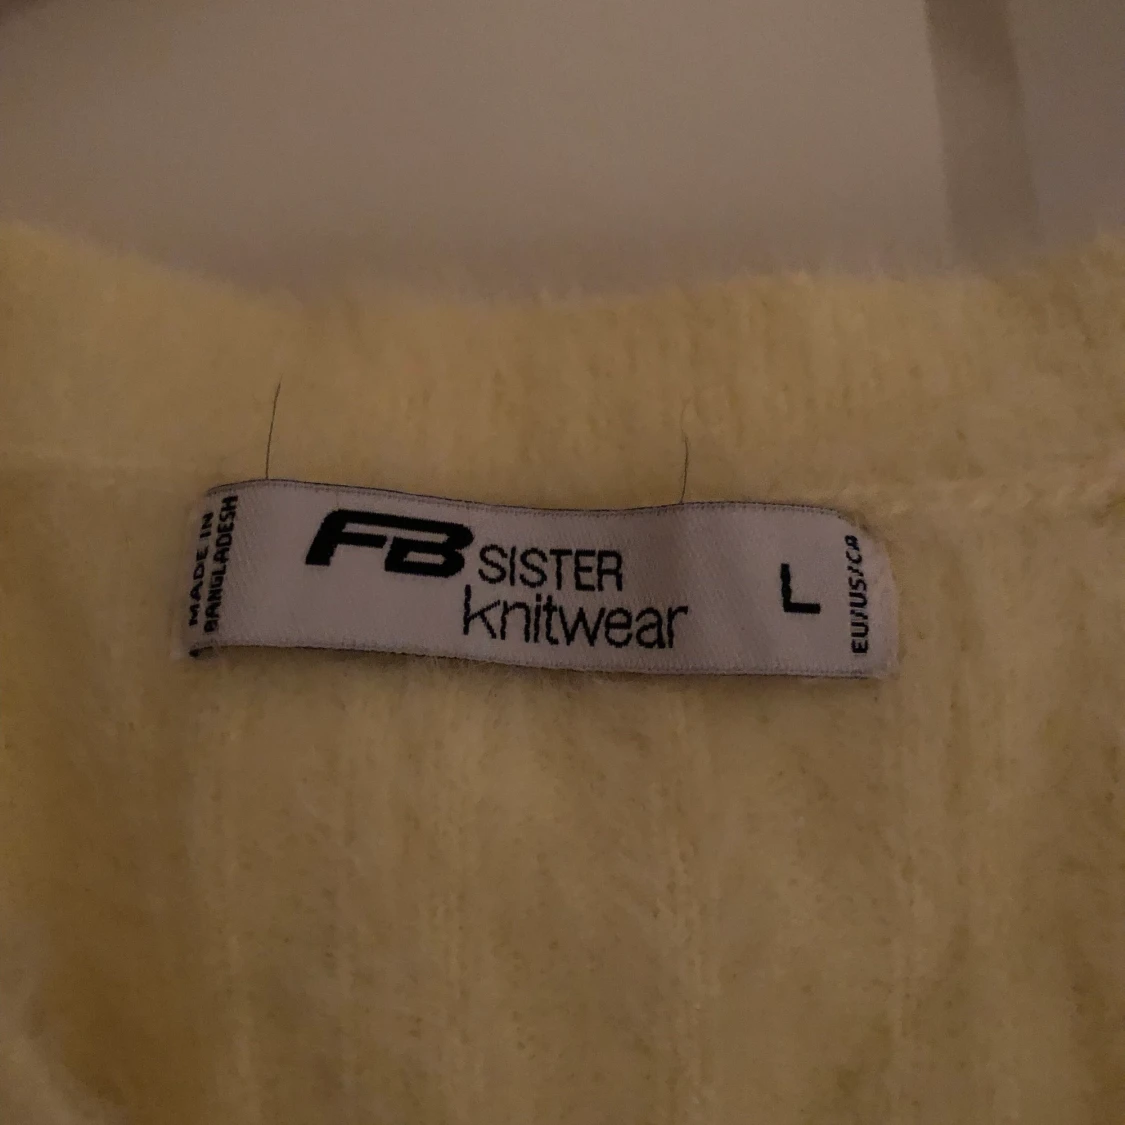 MADE IN
BANGLADESH
FB SISTER
knitwear
L
EU/US/CA